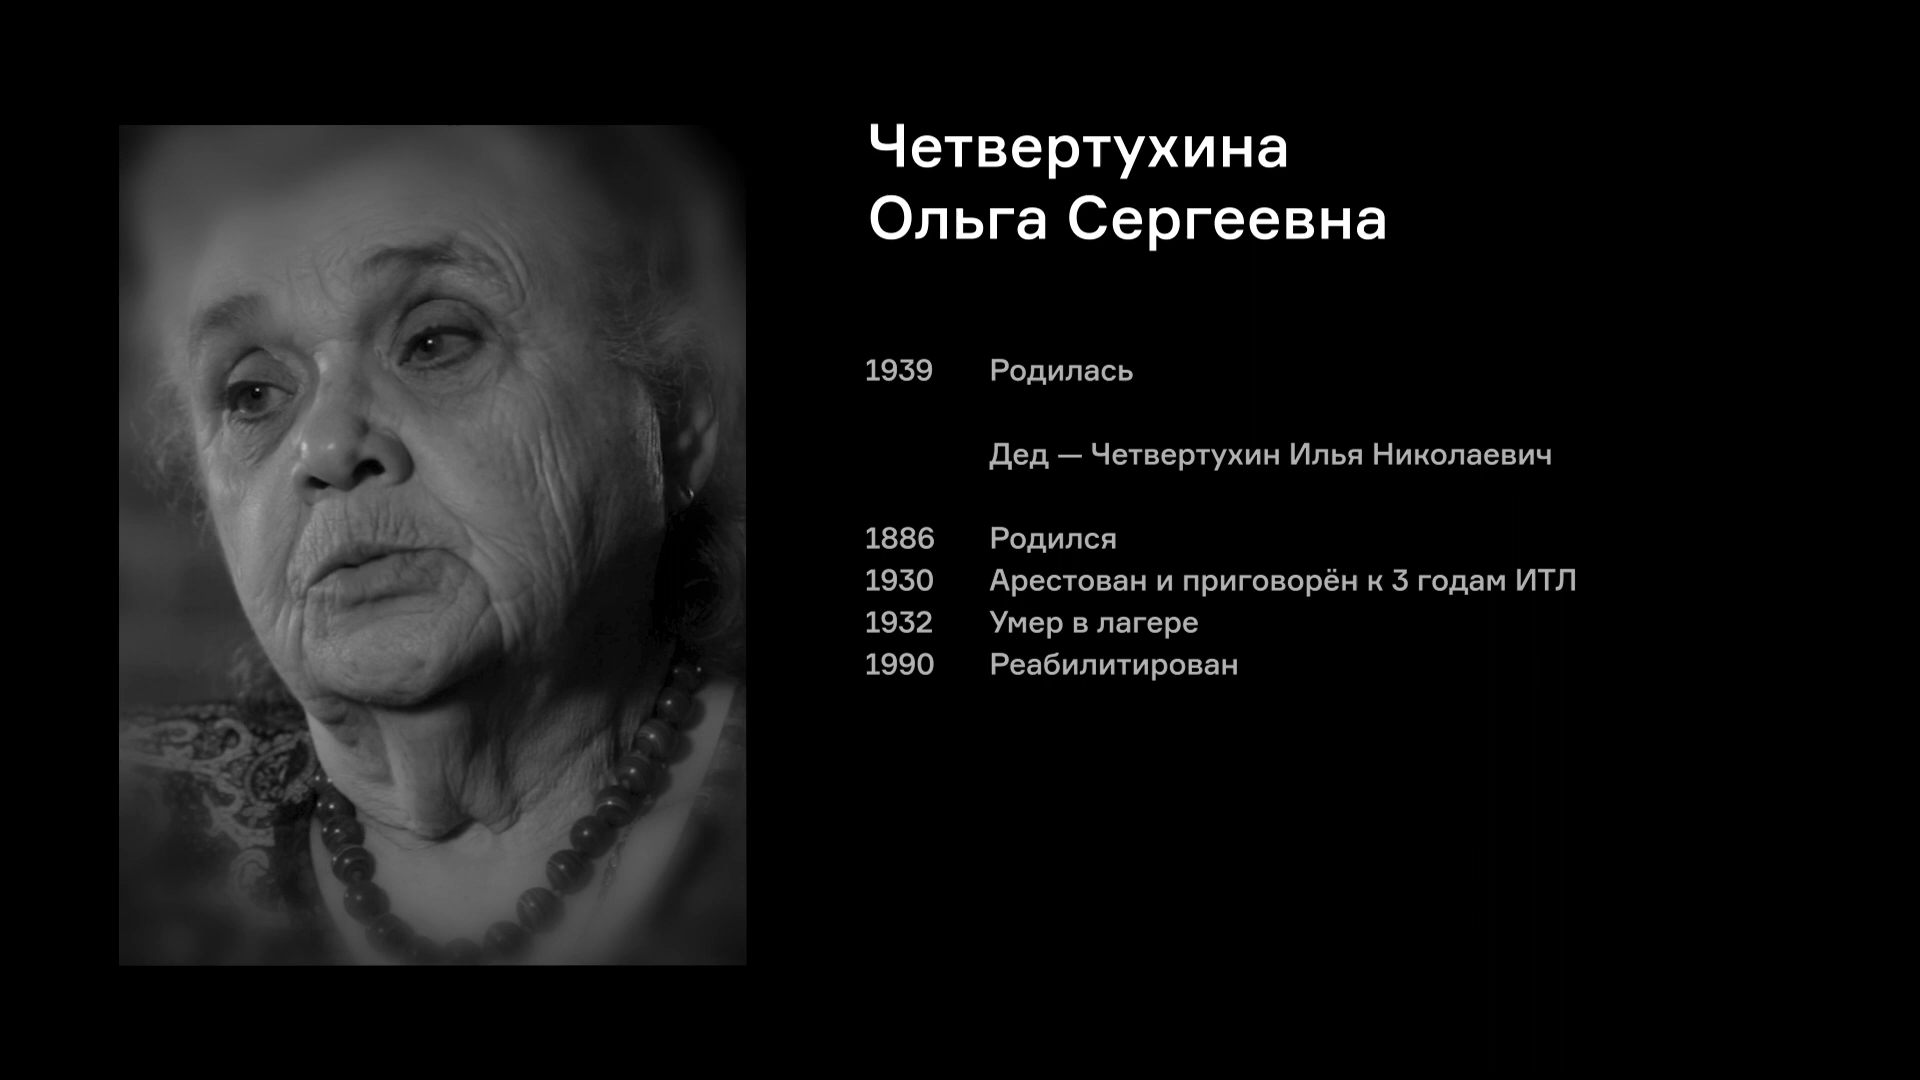 Четвертухина
Ольга Сергеевна
1939 Родилась
Дед — Четвертухин Илья Николаевич
1886 Родился
1930 Арестован и приговорён к 3 годам ИТЛ
1932 Умер в лагере
1990 Реабилитирован